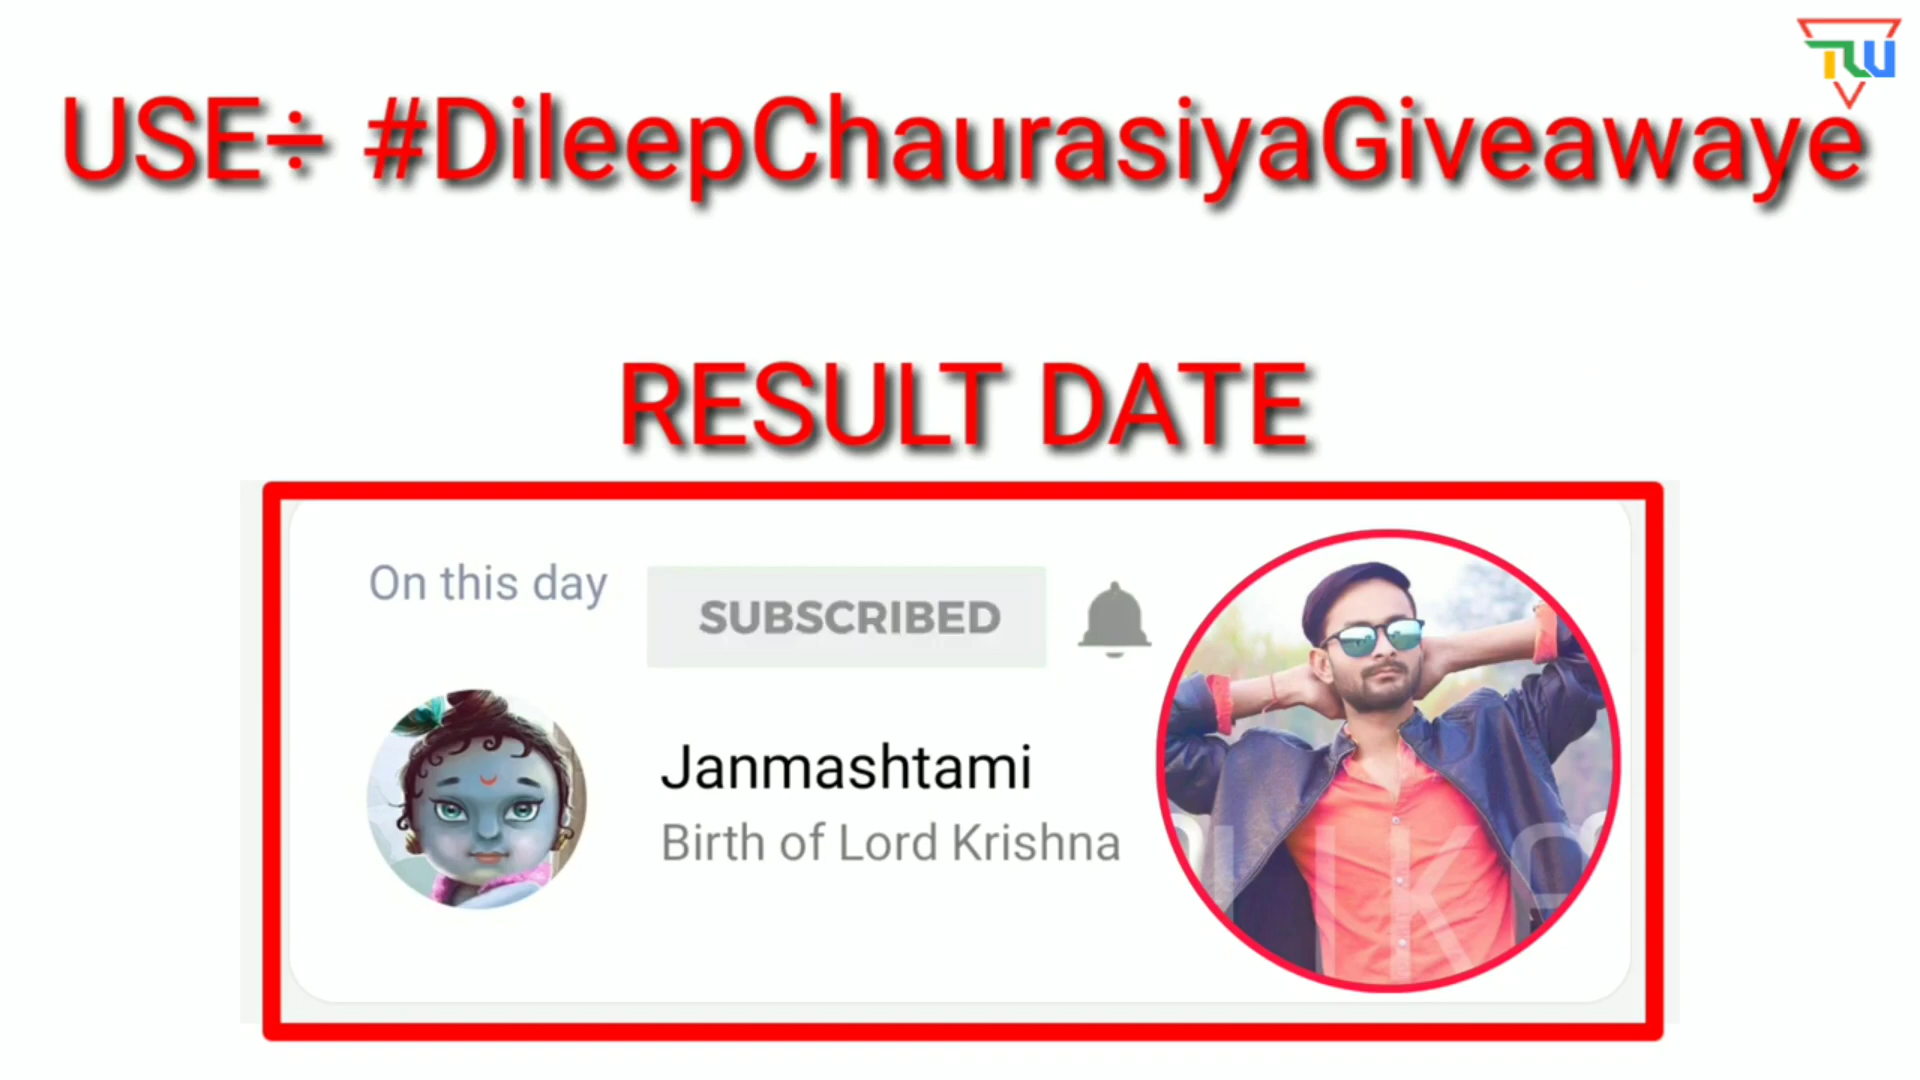 USE÷ #DileepChaurasiyaGiveawaye
RESULT DATE
On this day
SUBSCRIBED
Janmashtami
Birth of Lord Krishna